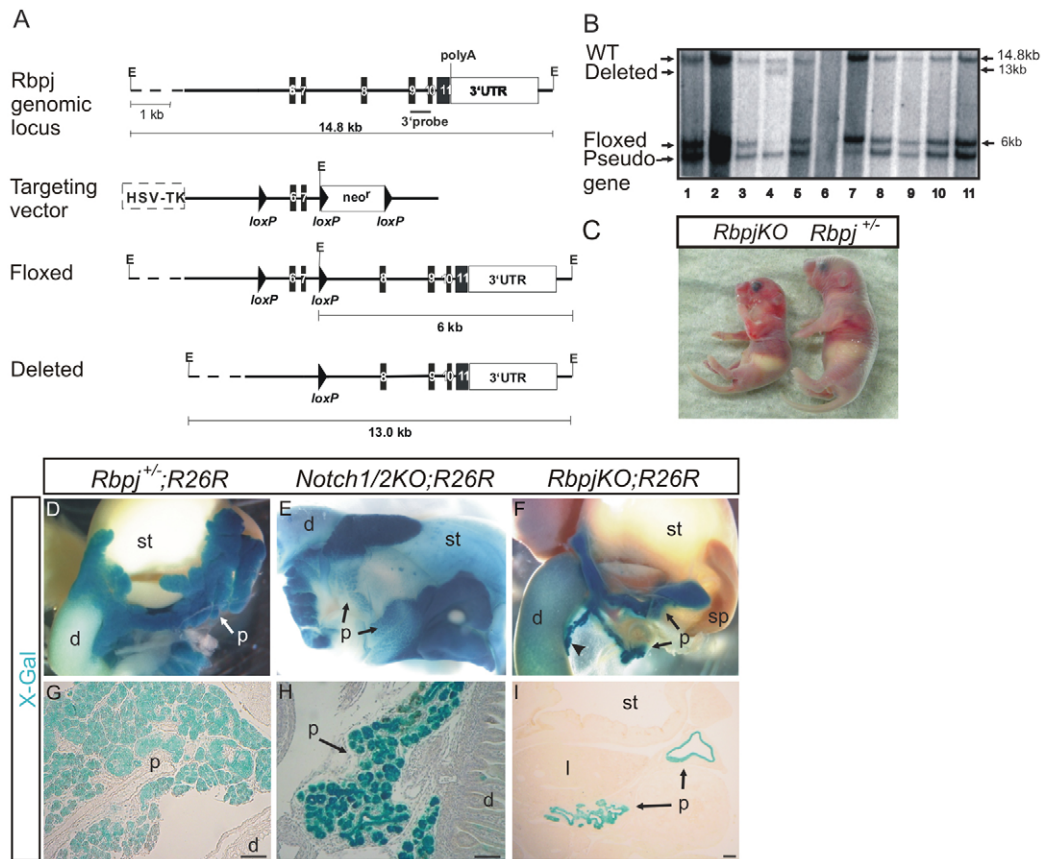 A
Rbpj
genomic
locus
E
polyA
E
6 7 8 9 10 11 3'UTR
1 kb
3'probe
14.8 kb
Targeting
vector
HSV-TK
E
6 7 neoʳ
loxP loxP loxP
Floxed
E
E
E
6 7 8 9 10 11 3'UTR
loxP loxP
6 kb
Deleted
E
E
8 9 10 11 3'UTR
loxP
13.0 kb
B
WT
Deleted
Floxed
Pseudo-
gene
14.8kb
13kb
6kb
1 2 3 4 5 6 7 8 9 10 11
C
RbpjKO Rbpj⁺/⁻
Rbpj⁺/⁻;R26R Notch1/2KO;R26R RbpjKO;R26R
X-Gal
D
st
d
p
E
d
st
p
F
st
d
p
sp
G
p
d
H
p
d
I
st
l
p
p